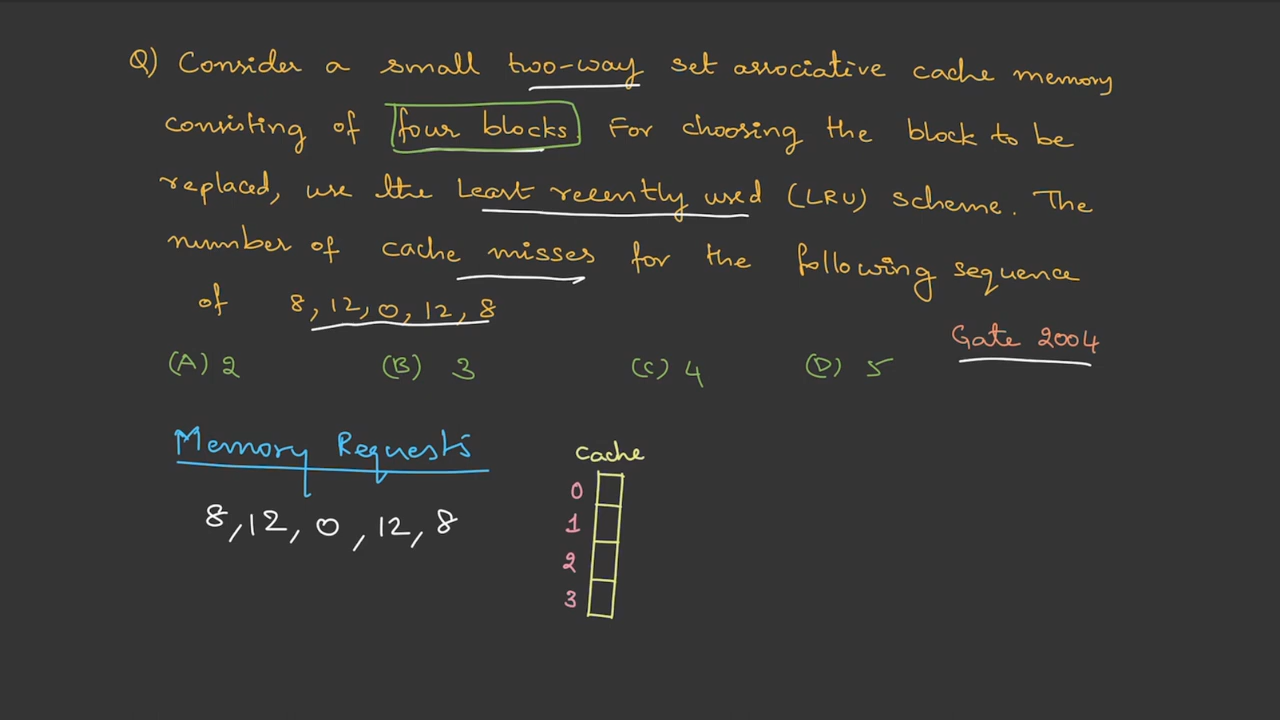 Q) Consider a small two-way set associative cache memory
consisting of four blocks. For choosing the block to be
replaced, use the Least recently used (LRU) scheme. The
number of cache misses for the following sequence
of 8, 12, 0, 12, 8
Gate 2004
(A) 2 (B) 3 (C) 4 (D) 5
Memory Requests
8, 12, 0, 12, 8
cache
0
1
2
3